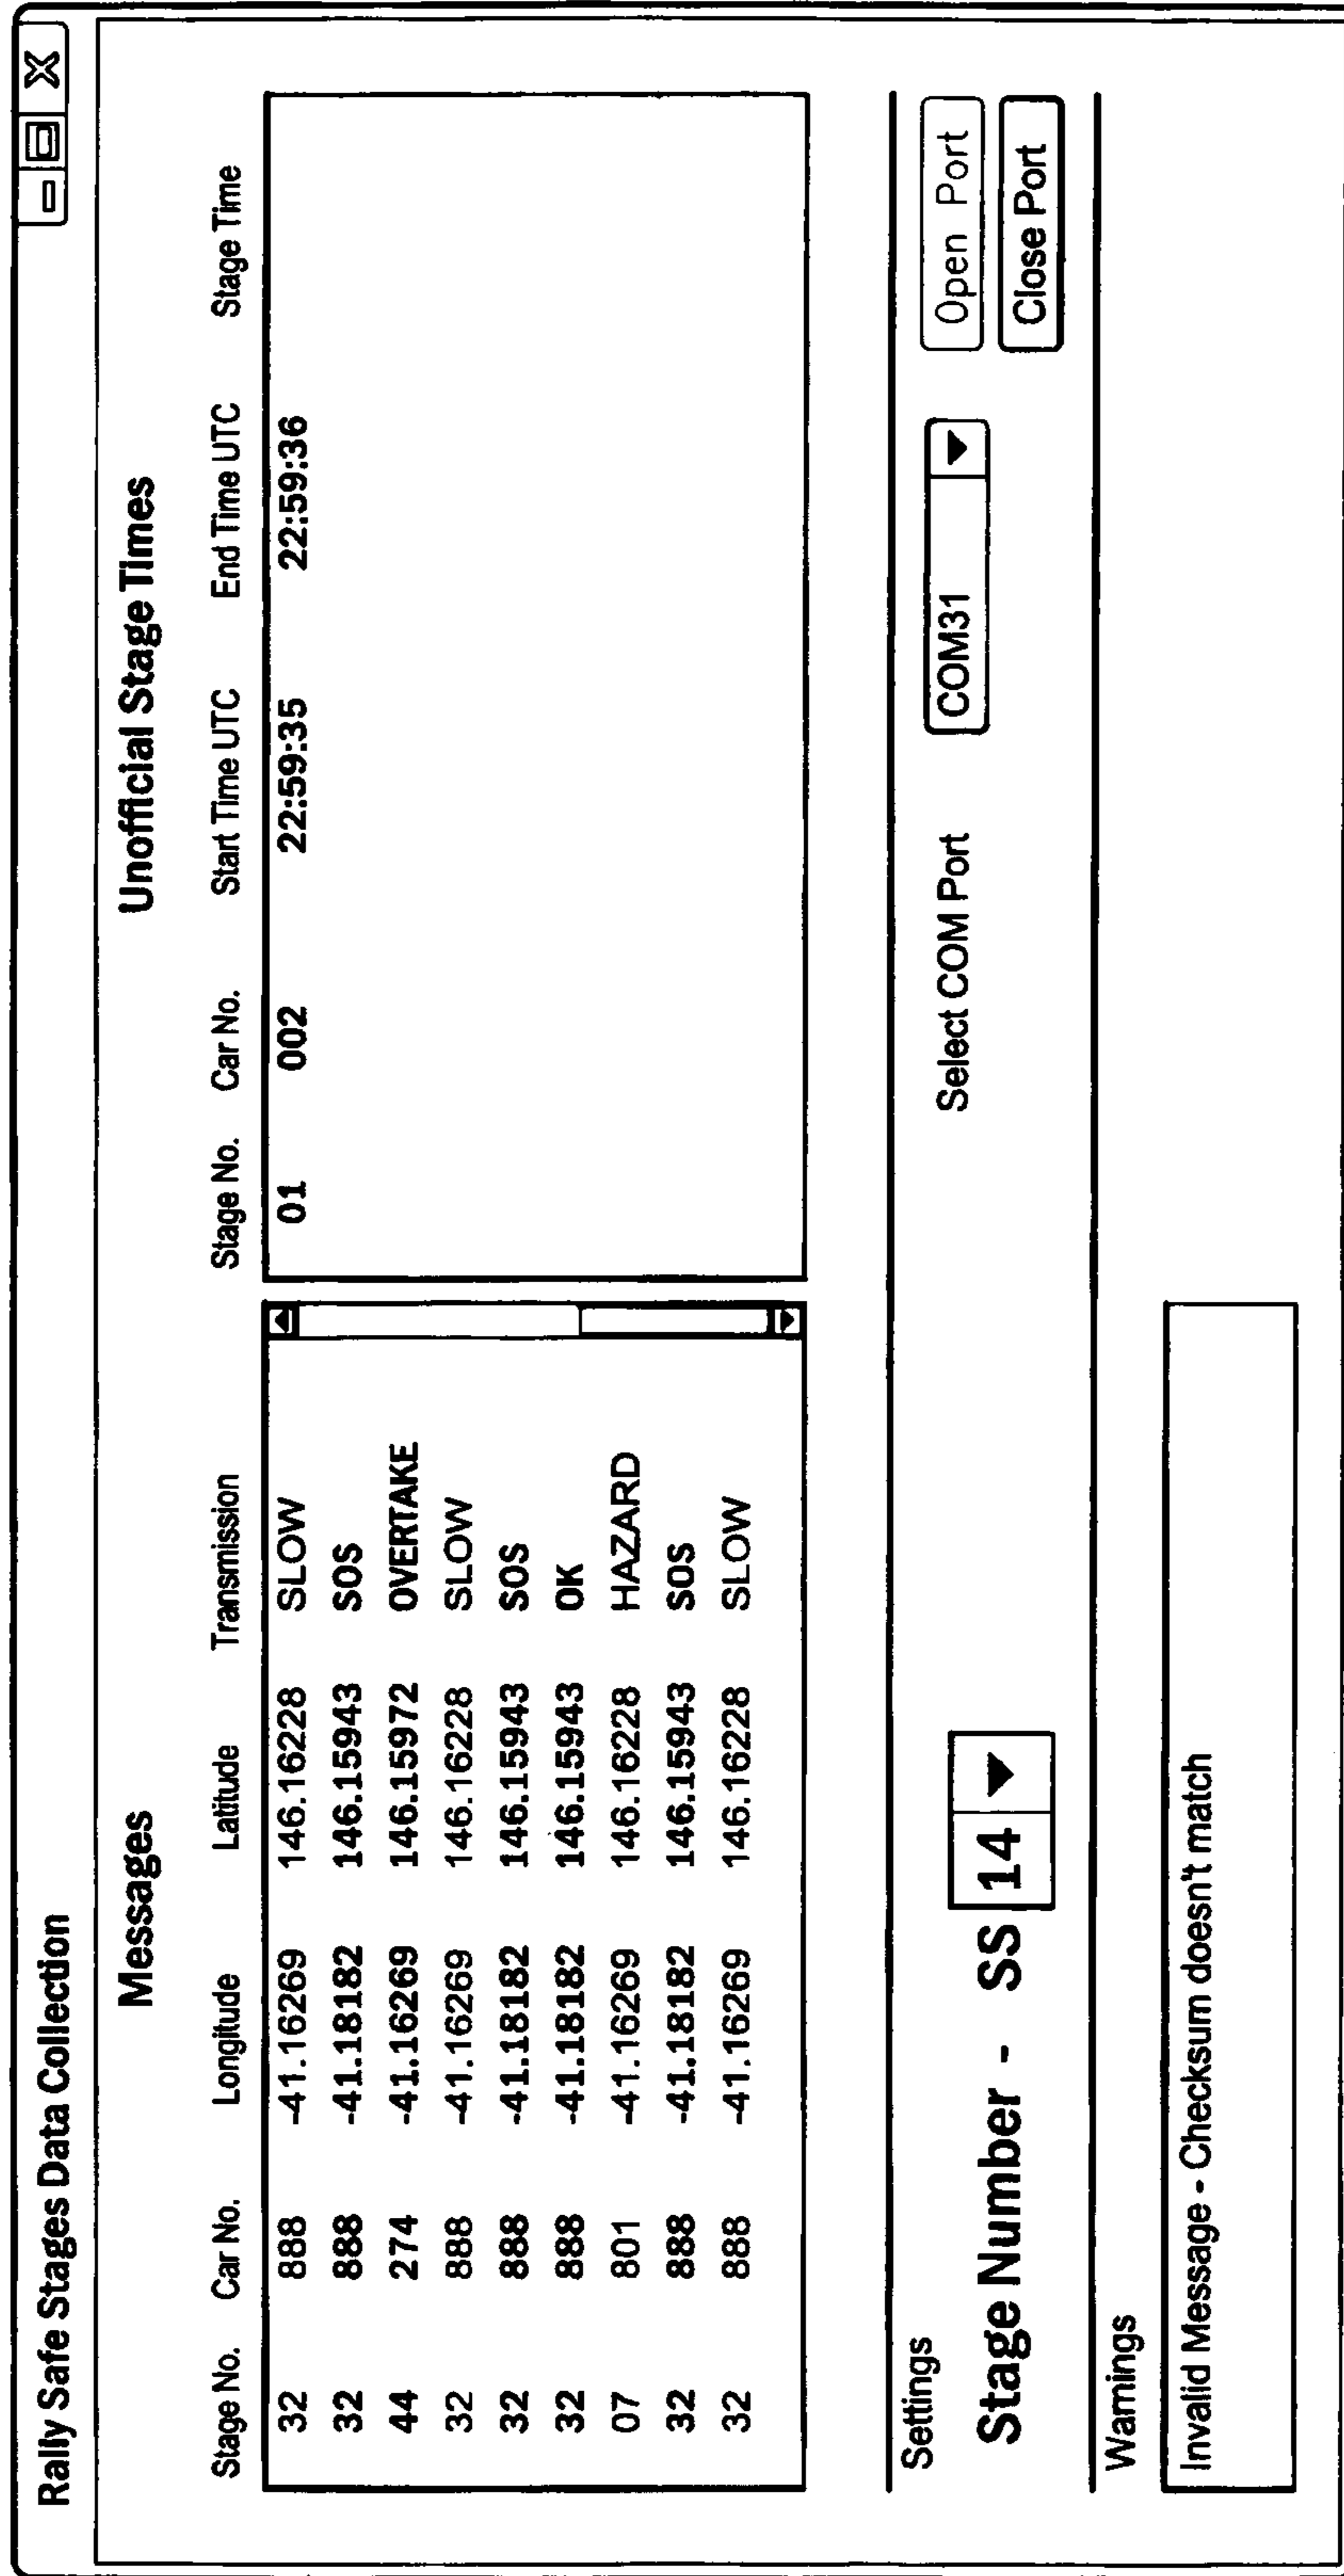 Rally Safe Stages Data Collection
Messages
Stage No. Car No. Longitude Latitude Transmission
32 888 -41.16269 146.16228 SLOW
32 888 -41.18182 146.15943 SOS
44 274 -41.16269 146.15972 OVERTAKE
32 888 -41.16269 146.16228 SLOW
32 888 -41.18182 146.15943 SOS
32 888 -41.18182 146.15943 OK
07 801 -41.16269 146.16228 HAZARD
32 888 -41.18182 146.15943 SOS
32 888 -41.16269 146.16228 SLOW
Unofficial Stage Times
Stage No. Car No. Start Time UTC End Time UTC Stage Time
01 002 22:59:35 22:59:36
Settings
Stage Number - SS 14
Select COM Port COM31
Open Port
Close Port
Warnings
Invalid Message - Checksum doesn't match